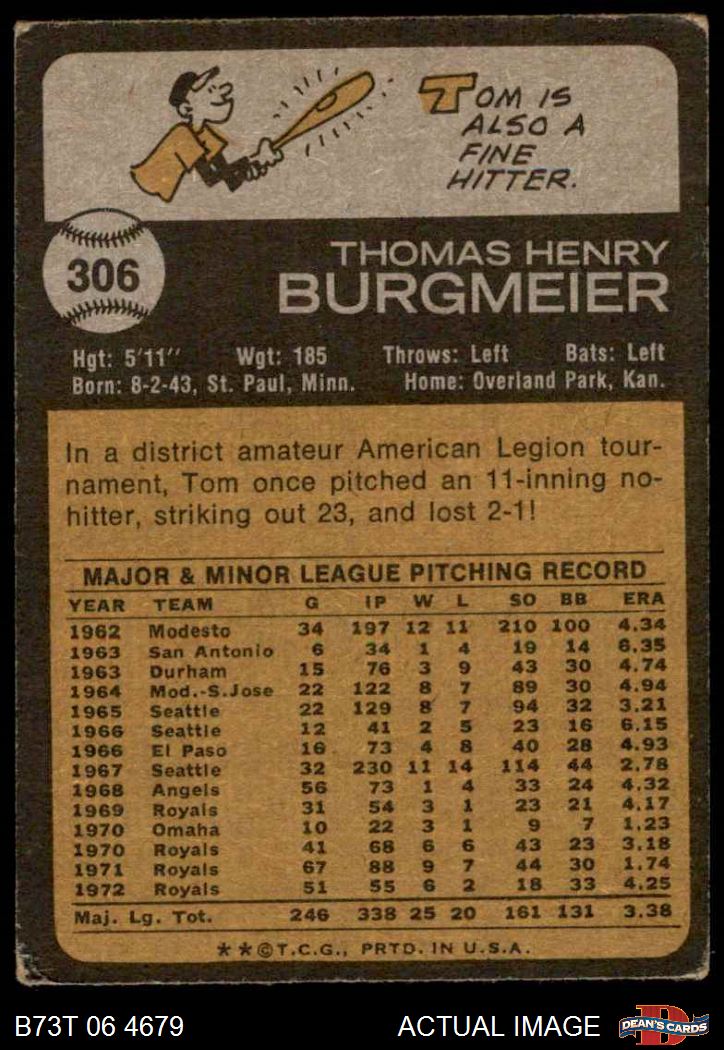 TOM IS
ALSO A
FINE
HITTER.
306
THOMAS HENRY
BURGMEIER
Hgt: 5'11" Wgt: 185 Throws: Left Bats: Left
Born: 8-2-43, St. Paul, Minn. Home: Overland Park, Kan.
In a district amateur American Legion tour-
nament, Tom once pitched an 11-inning no-
hitter, striking out 23, and lost 2-1!
MAJOR & MINOR LEAGUE PITCHING RECORD
YEAR TEAM G IP W L SO BB ERA
1962 Modesto 34 197 12 11 210 100 4.34
1963 San Antonio 6 34 1 4 19 14 6.35
1963 Durham 15 76 3 9 43 30 4.74
1964 Mod.-S.Jose 22 122 8 7 89 30 4.94
1965 Seattle 22 129 8 7 94 32 3.21
1966 Seattle 12 41 2 5 23 16 6.15
1966 El Paso 16 73 4 8 40 28 4.93
1967 Seattle 32 230 11 14 114 44 2.78
1968 Angels 56 73 1 4 33 24 4.32
1969 Royals 31 54 3 1 23 21 4.17
1970 Omaha 10 22 3 1 9 7 1.23
1970 Royals 41 68 6 6 43 23 3.18
1971 Royals 67 88 9 7 44 30 1.74
1972 Royals 51 55 6 2 18 33 4.25
Maj. Lg. Tot. 246 338 25 20 161 131 3.38
**©T.C.G., PRTD. IN U.S.A.
B73T 06 4679 ACTUAL IMAGE D DEAN'S CARDS